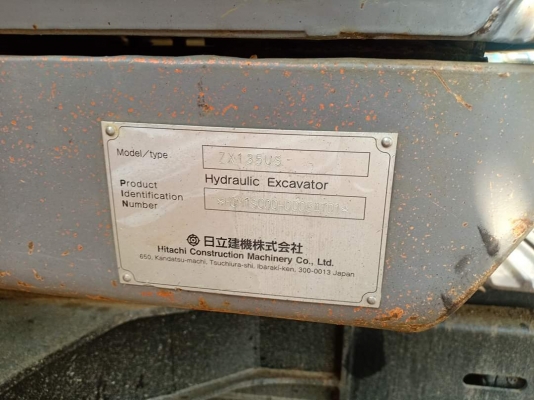 Model/type ZX135US
Product Hydraulic Excavator
Identification
Number
日立建機株式会社
Hitachi Construction Machinery Co., Ltd.
650, Kandatsu-machi, Tsuchiura-shi, Ibaraki-ken, 300-0013 Japan